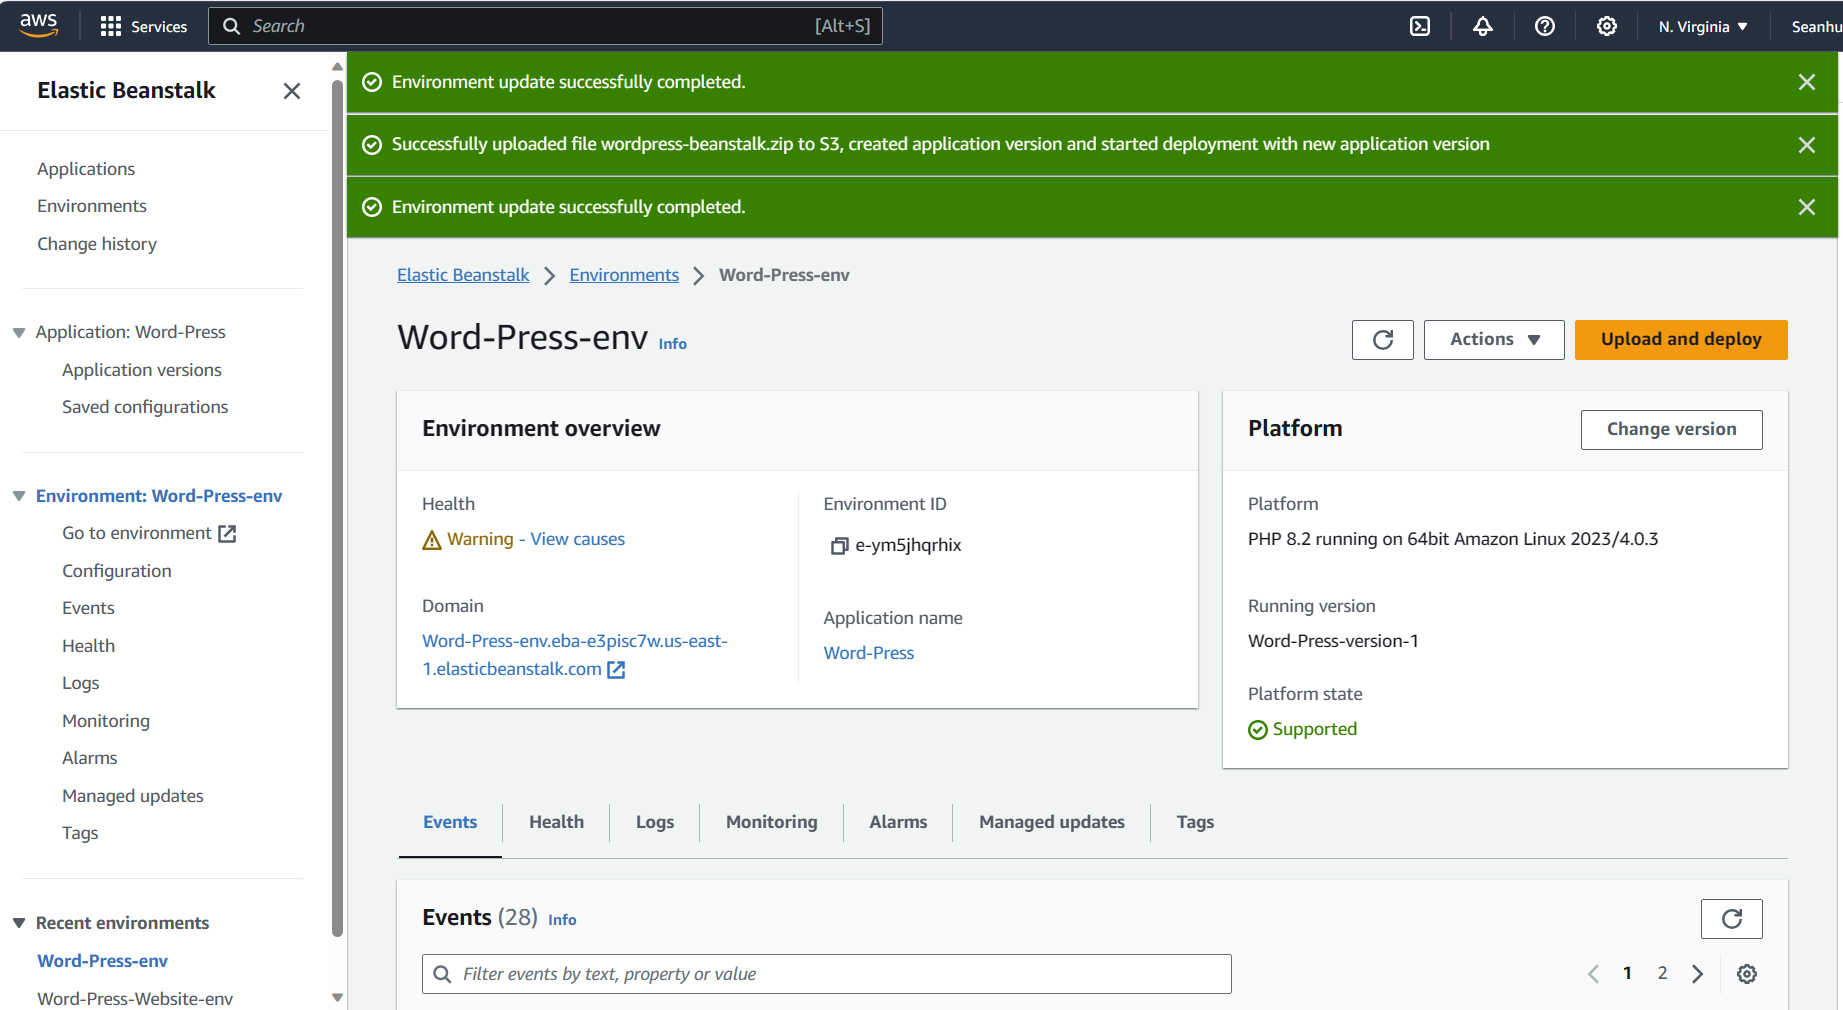 aws
Services
Search
[Alt+S]
N. Virginia
Seanhu
Elastic Beanstalk
Applications
Environments
Change history
Application: Word-Press
Application versions
Saved configurations
Environment: Word-Press-env
Go to environment
Configuration
Events
Health
Logs
Monitoring
Alarms
Managed updates
Tags
Recent environments
Word-Press-env
Word-Press-Website-env
Environment update successfully completed.
Successfully uploaded file wordpress-beanstalk.zip to S3, created application version and started deployment with new application version
Environment update successfully completed.
Elastic Beanstalk
Environments
Word-Press-env
Word-Press-env Info
Actions
Upload and deploy
Environment overview
Health
Warning - View causes
Domain
Word-Press-env.eba-e3pisc7w.us-east-
1.elasticbeanstalk.com
Environment ID
e-ym5jhqrhix
Application name
Word-Press
Platform
Change version
Platform
PHP 8.2 running on 64bit Amazon Linux 2023/4.0.3
Running version
Word-Press-version-1
Platform state
Supported
Events
Health
Logs
Monitoring
Alarms
Managed updates
Tags
Events (28) Info
Filter events by text, property or value
1
2